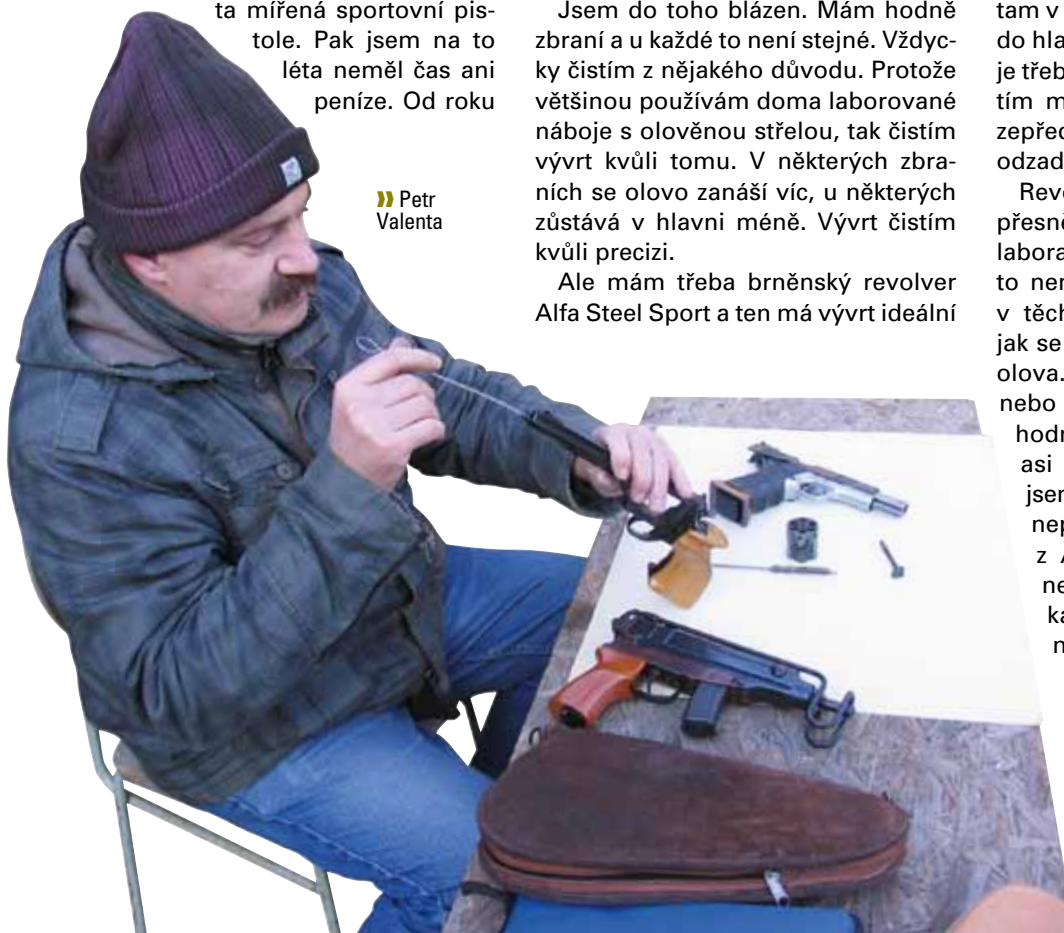 ta mířená sportovní pis-
tole. Pak jsem na to
léta neměl čas ani
peníze. Od roku
» Petr
Valenta
Jsem do toho blázen. Mám hodně
zbraní a u každé to není stejné. Vždyc-
ky čistím z nějakého důvodu. Protože
většinou používám doma laborované
náboje s olověnou střelou, tak čistím
vývrt kvůli tomu. V některých zbra-
ních se olovo zanáší víc, u některých
zůstává v hlavni méně. Vývrt čistím
kvůli precizi.
Ale mám třeba brněnský revolver
Alfa Steel Sport a ten má vývrt ideální
tam v
do hla
je třeb
tím m
zepřed
odzad
Revo
přesně
labora
to ner
v těch
jak se
olova.
nebo
hodn
asi
jsem
nep
z A
ne
ka
n